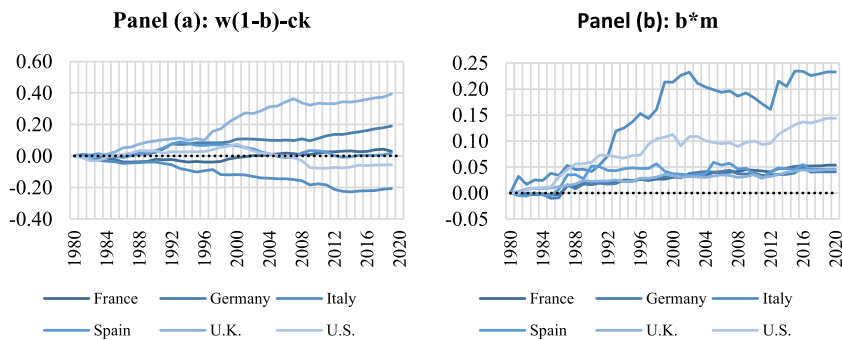 Panel (a): w(1-b)-ck
0.60
0.40
0.20
0.00
-0.20
-0.40
1980 1984 1988 1992 1996 2000 2004 2008 2012 2016 2020
France Germany Italy
Spain U.K. U.S.
Panel (b): b*m
0.25
0.20
0.15
0.10
0.05
0.00
-0.05
1980 1984 1988 1992 1996 2000 2004 2008 2012 2016 2020
France Germany Italy
Spain U.K. U.S.